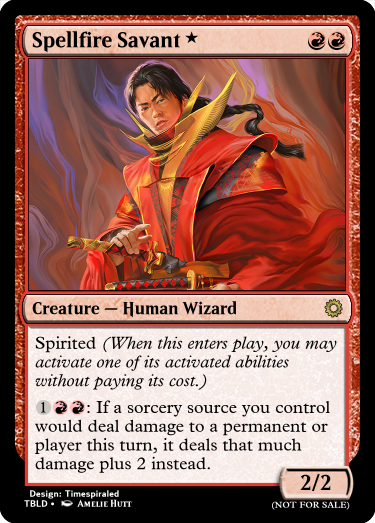 Spellfire Savant ★
Creature — Human Wizard
Spirited (When this enters play, you may
activate one of its activated abilities
without paying its cost.)
1: If a sorcery source you control
would deal damage to a permanent or
player this turn, it deals that much
damage plus 2 instead.
2/2
Design: Timespiraled
TBLD • Amelie Hutt
(NOT FOR SALE)